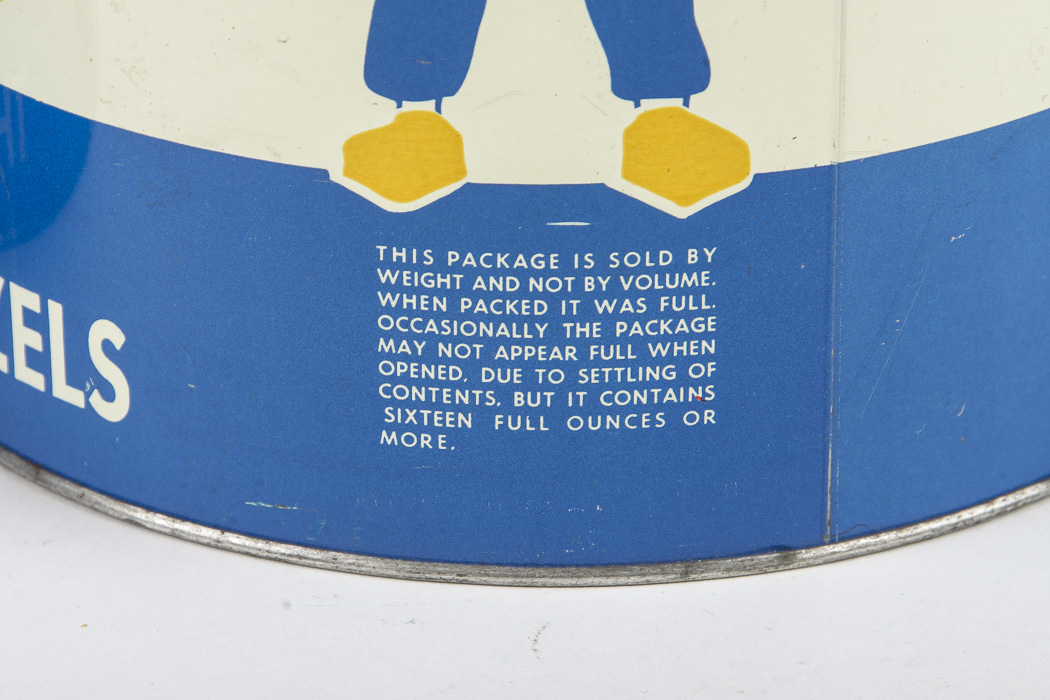 THIS PACKAGE IS SOLD BY
WEIGHT AND NOT BY VOLUME.
WHEN PACKED IT WAS FULL.
OCCASIONALLY THE PACKAGE
MAY NOT APPEAR FULL WHEN
OPENED, DUE TO SETTLING OF
CONTENTS, BUT IT CONTAINS
SIXTEEN FULL OUNCES OR
MORE.